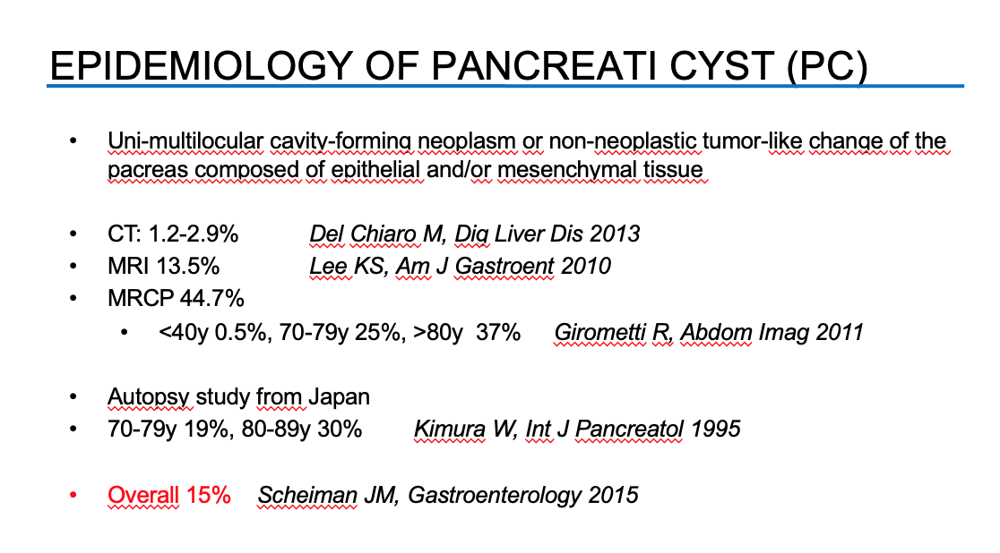 EPIDEMIOLOGY OF PANCREATI CYST (PC)
• Uni-multilocular cavity-forming neoplasm or non-neoplastic tumor-like change of the
pacreas composed of epithelial and/or mesenchymal tissue
• CT: 1.2-2.9% Del Chiaro M, Dig Liver Dis 2013
• MRI 13.5% Lee KS, Am J Gastroent 2010
• MRCP 44.7%
• <40y 0.5%, 70-79y 25%, >80y 37% Girometti R, Abdom Imag 2011
• Autopsy study from Japan
• 70-79y 19%, 80-89y 30% Kimura W, Int J Pancreatol 1995
• Overall 15% Scheiman JM, Gastroenterology 2015